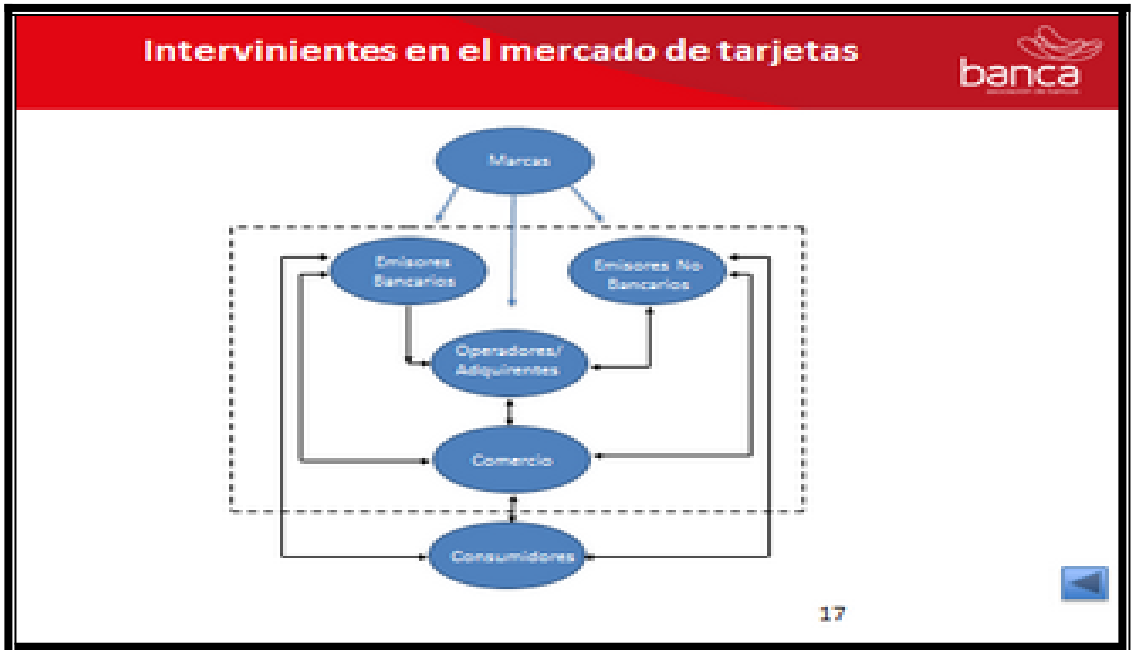 Intervinientes en el mercado de tarjetas
banca
Marcas
Emisores
Bancarios
Emisores No
Bancarios
Operadores/
Adquirentes
Comercio
Consumidores
17